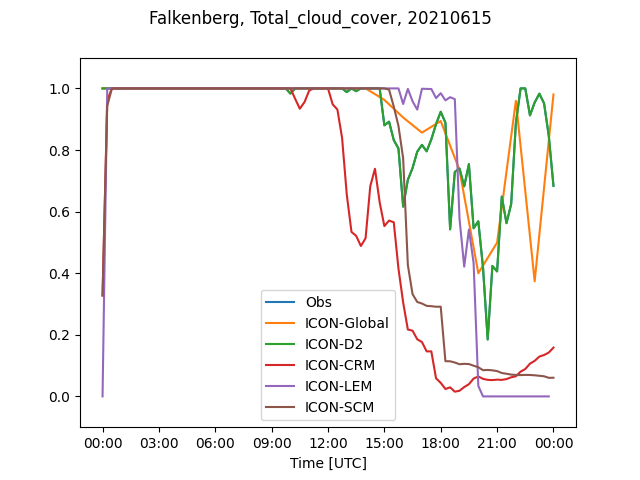 Falkenberg, Total_cloud_cover, 20210615
1.0
0.8
0.6
0.4
0.2
0.0
Obs
ICON-Global
ICON-D2
ICON-CRM
ICON-LEM
ICON-SCM
00:00 03:00 06:00 09:00 12:00 15:00 18:00 21:00 00:00
Time [UTC]